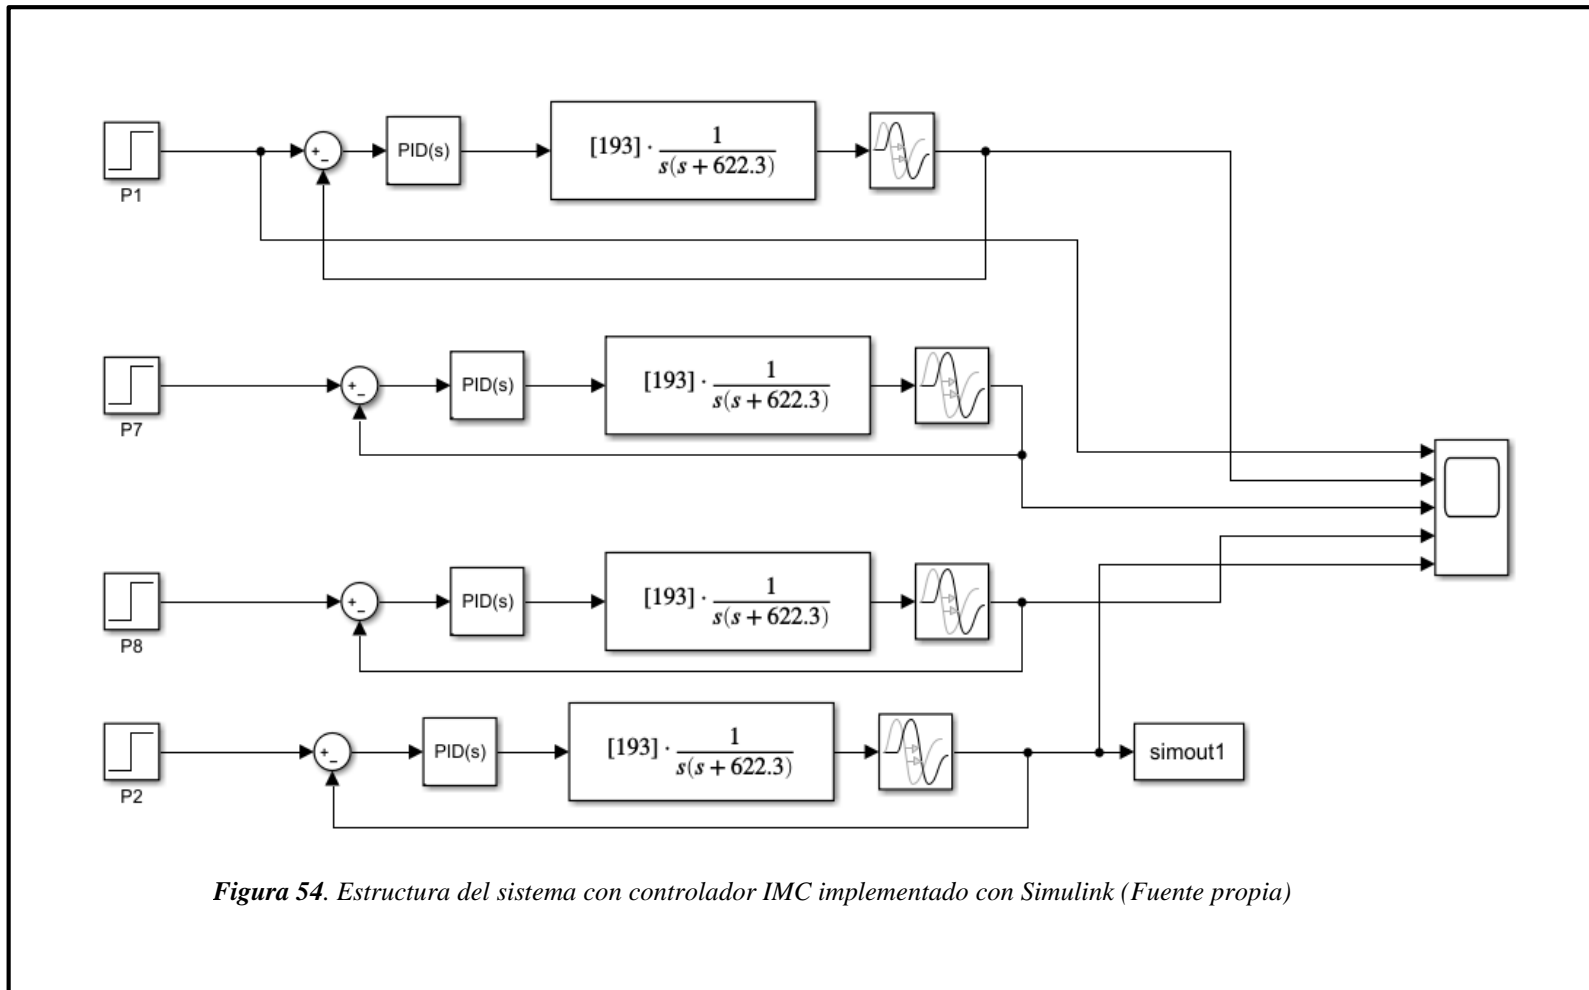 +
−
PID(s)
[193] · 1 / s(s + 622.3)
P1
+
−
PID(s)
[193] · 1 / s(s + 622.3)
P7
+
−
PID(s)
[193] · 1 / s(s + 622.3)
P8
+
−
PID(s)
[193] · 1 / s(s + 622.3)
simout1
P2
Figura 54. Estructura del sistema con controlador IMC implementado con Simulink (Fuente propia)